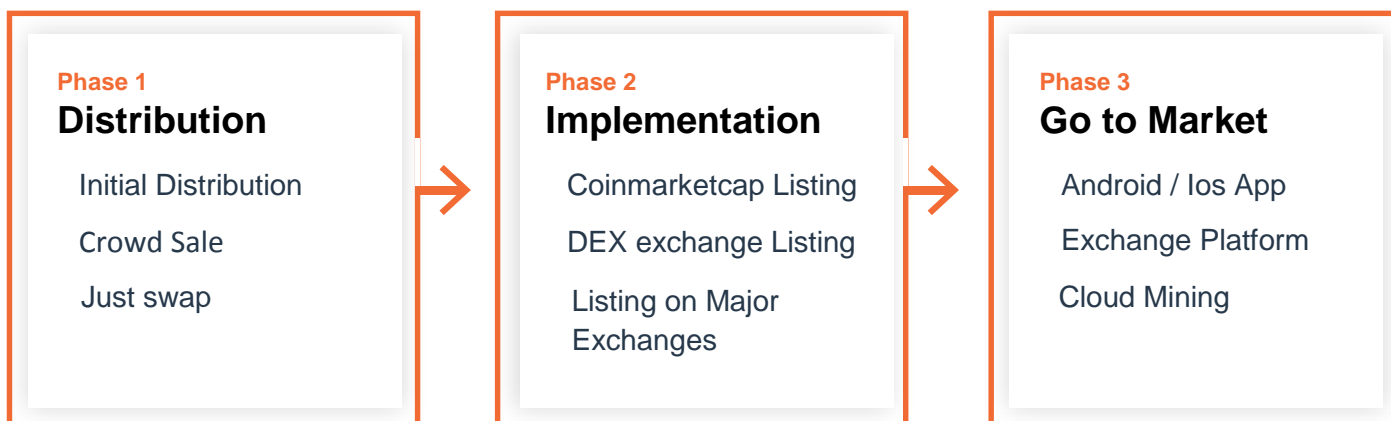 Phase 1
Distribution
Initial Distribution
Crowd Sale
Just swap
Phase 2
Implementation
Coinmarketcap Listing
DEX exchange Listing
Listing on Major
Exchanges
Phase 3
Go to Market
Android / Ios App
Exchange Platform
Cloud Mining